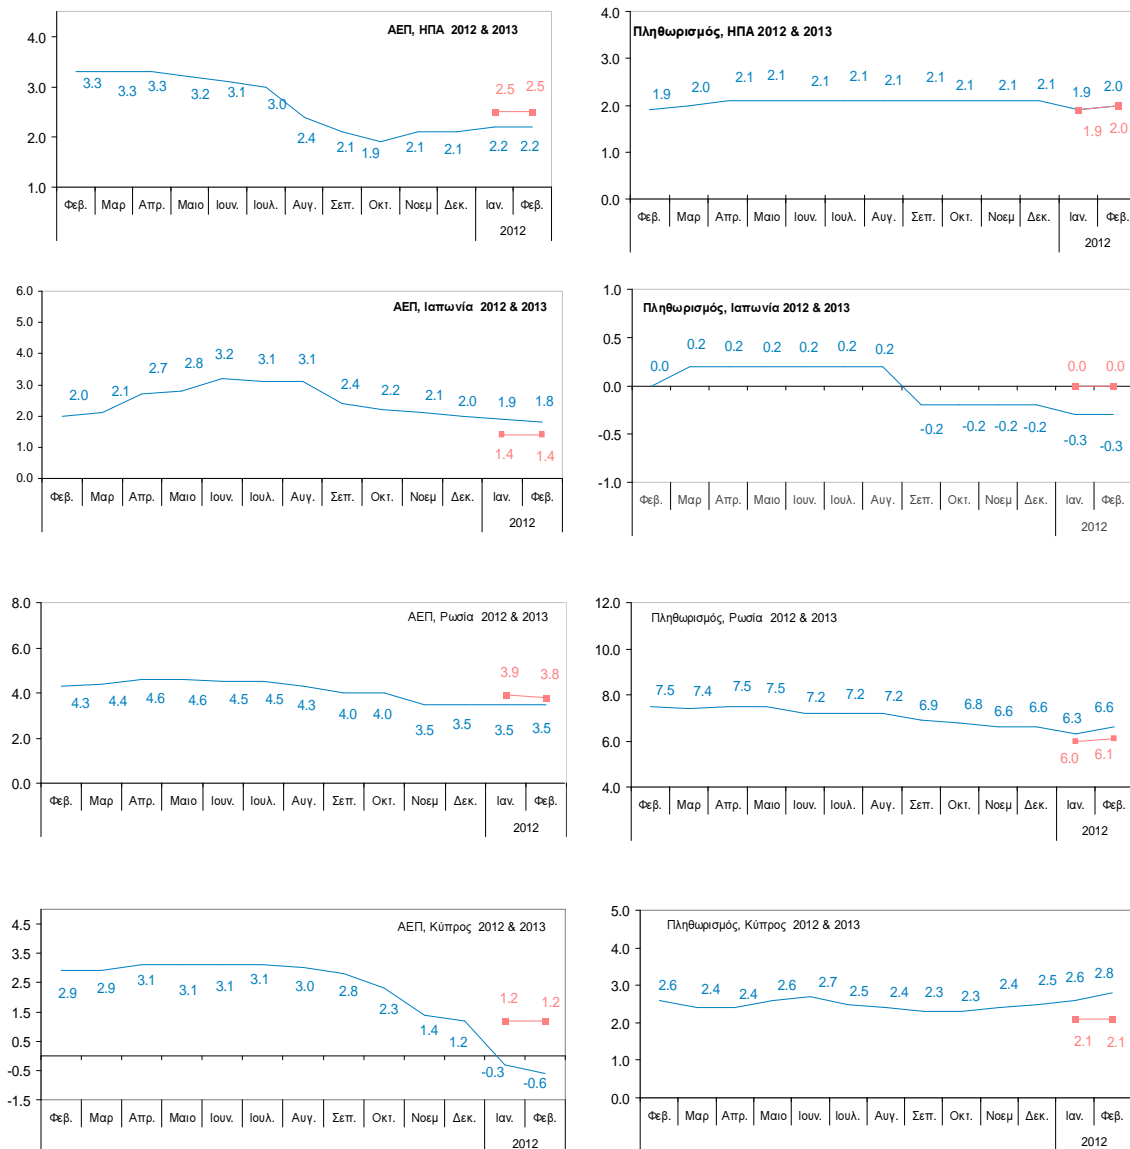 ΑΕΠ, ΗΠΑ 2012 & 2013
4.0
3.0
2.0
1.0
3.3 3.3 3.3 3.2 3.1 3.0 2.4 2.1 1.9 2.1 2.1 2.2 2.2
2.5 2.5
Φεβ. Μαρ Απρ. Μαιο Ιουν. Ιουλ. Αυγ. Σεπ. Οκτ. Νοεμ Δεκ. Ιαν. Φεβ.
2012
Πληθωρισμός, ΗΠΑ 2012 & 2013
4.0
3.0
2.0
1.0
0.0
1.9 2.0 2.1 2.1 2.1 2.1 2.1 2.1 2.1 2.1 2.1 1.9 2.0
1.9 2.0
Φεβ. Μαρ Απρ. Μαιο Ιουν. Ιουλ. Αυγ. Σεπ. Οκτ. Νοεμ Δεκ. Ιαν. Φεβ.
2012
ΑΕΠ, Ιαπωνία 2012 & 2013
6.0
5.0
4.0
3.0
2.0
1.0
0.0
2.0 2.1 2.7 2.8 3.2 3.1 3.1 2.4 2.2 2.1 2.0 1.9 1.8
1.4 1.4
Φεβ. Μαρ Απρ. Μαιο Ιουν. Ιουλ. Αυγ. Σεπ. Οκτ. Νοεμ Δεκ. Ιαν. Φεβ.
2012
Πληθωρισμός, Ιαπωνία 2012 & 2013
1.0
0.5
0.0
-0.5
-1.0
0.0 0.2 0.2 0.2 0.2 0.2 0.2 -0.2 -0.2 -0.2 -0.2 -0.3 -0.3
0.0 0.0
Φεβ. Μαρ Απρ. Μαιο Ιουν. Ιουλ. Αυγ. Σεπ. Οκτ. Νοεμ Δεκ. Ιαν. Φεβ.
2012
ΑΕΠ, Ρωσία 2012 & 2013
8.0
6.0
4.0
2.0
0.0
4.3 4.4 4.6 4.6 4.5 4.5 4.3 4.0 4.0 3.5 3.5 3.5 3.5
3.9 3.8
Φεβ. Μαρ Απρ. Μαιο Ιουν. Ιουλ. Αυγ. Σεπ. Οκτ. Νοεμ Δεκ. Ιαν. Φεβ.
2012
Πληθωρισμός, Ρωσία 2012 & 2013
12.0
10.0
8.0
6.0
4.0
7.5 7.4 7.5 7.5 7.2 7.2 7.2 6.9 6.8 6.6 6.6 6.3 6.6
6.0 6.1
Φεβ. Μαρ Απρ. Μαιο Ιουν. Ιουλ. Αυγ. Σεπ. Οκτ. Νοεμ Δεκ. Ιαν. Φεβ.
2012
ΑΕΠ, Κύπρος 2012 & 2013
4.5
3.5
2.5
1.5
0.5
-0.5
-1.5
2.9 2.9 3.1 3.1 3.1 3.1 3.0 2.8 2.3 1.4 1.2 -0.3 -0.6
1.2 1.2
Φεβ. Μαρ Απρ. Μαιο Ιουν. Ιουλ. Αυγ. Σεπ. Οκτ. Νοεμ Δεκ. Ιαν. Φεβ.
2012
Πληθωρισμός, Κύπρος 2012 & 2013
5.0
4.0
3.0
2.0
1.0
0.0
2.6 2.4 2.4 2.6 2.7 2.5 2.4 2.3 2.3 2.4 2.5 2.6 2.8
2.1 2.1
Φεβ. Μαρ Απρ. Μαιο Ιουν. Ιουλ. Αυγ. Σεπ. Οκτ. Νοεμ Δεκ. Ιαν. Φεβ.
2012